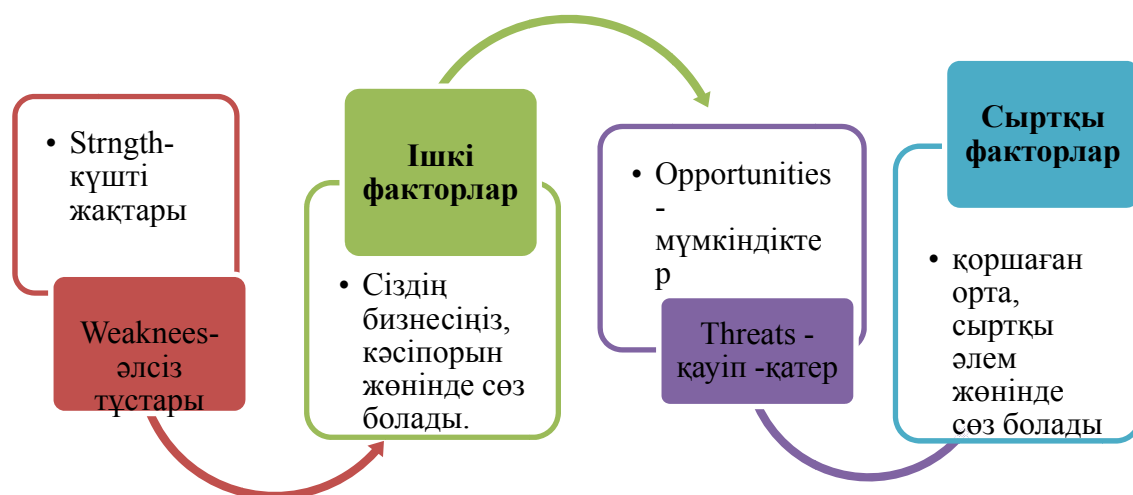 • Strngth-
күшті
жақтары
Weaknees-
әлсіз
тұстары
Ішкі
факторлар
• Сіздің
бизнесіңіз,
кәсіпорын
жөнінде сөз
болады.
• Opportunities
-
мүмкіндікте
р
Threats -
қауіп -қатер
Сыртқы
факторлар
• қоршаған
орта,
сыртқы
әлем
жөнінде
сөз болады